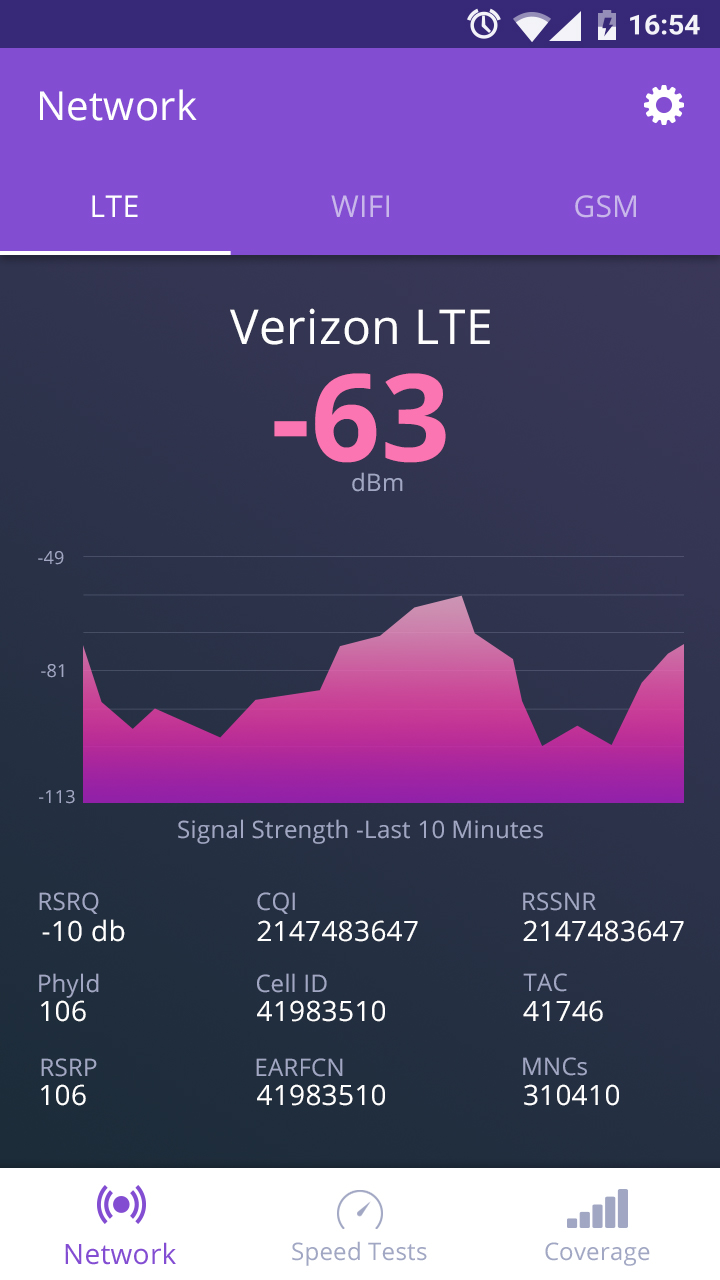 16:54
Network
LTE WIFI GSM
Verizon LTE
-63
dBm
-49
-81
-113
Signal Strength -Last 10 Minutes
RSRQ CQI RSSNR
-10 db 2147483647 2147483647
Phyld Cell ID TAC
106 41983510 41746
RSRP EARFCN MNCs
106 41983510 310410
Network Speed Tests Coverage